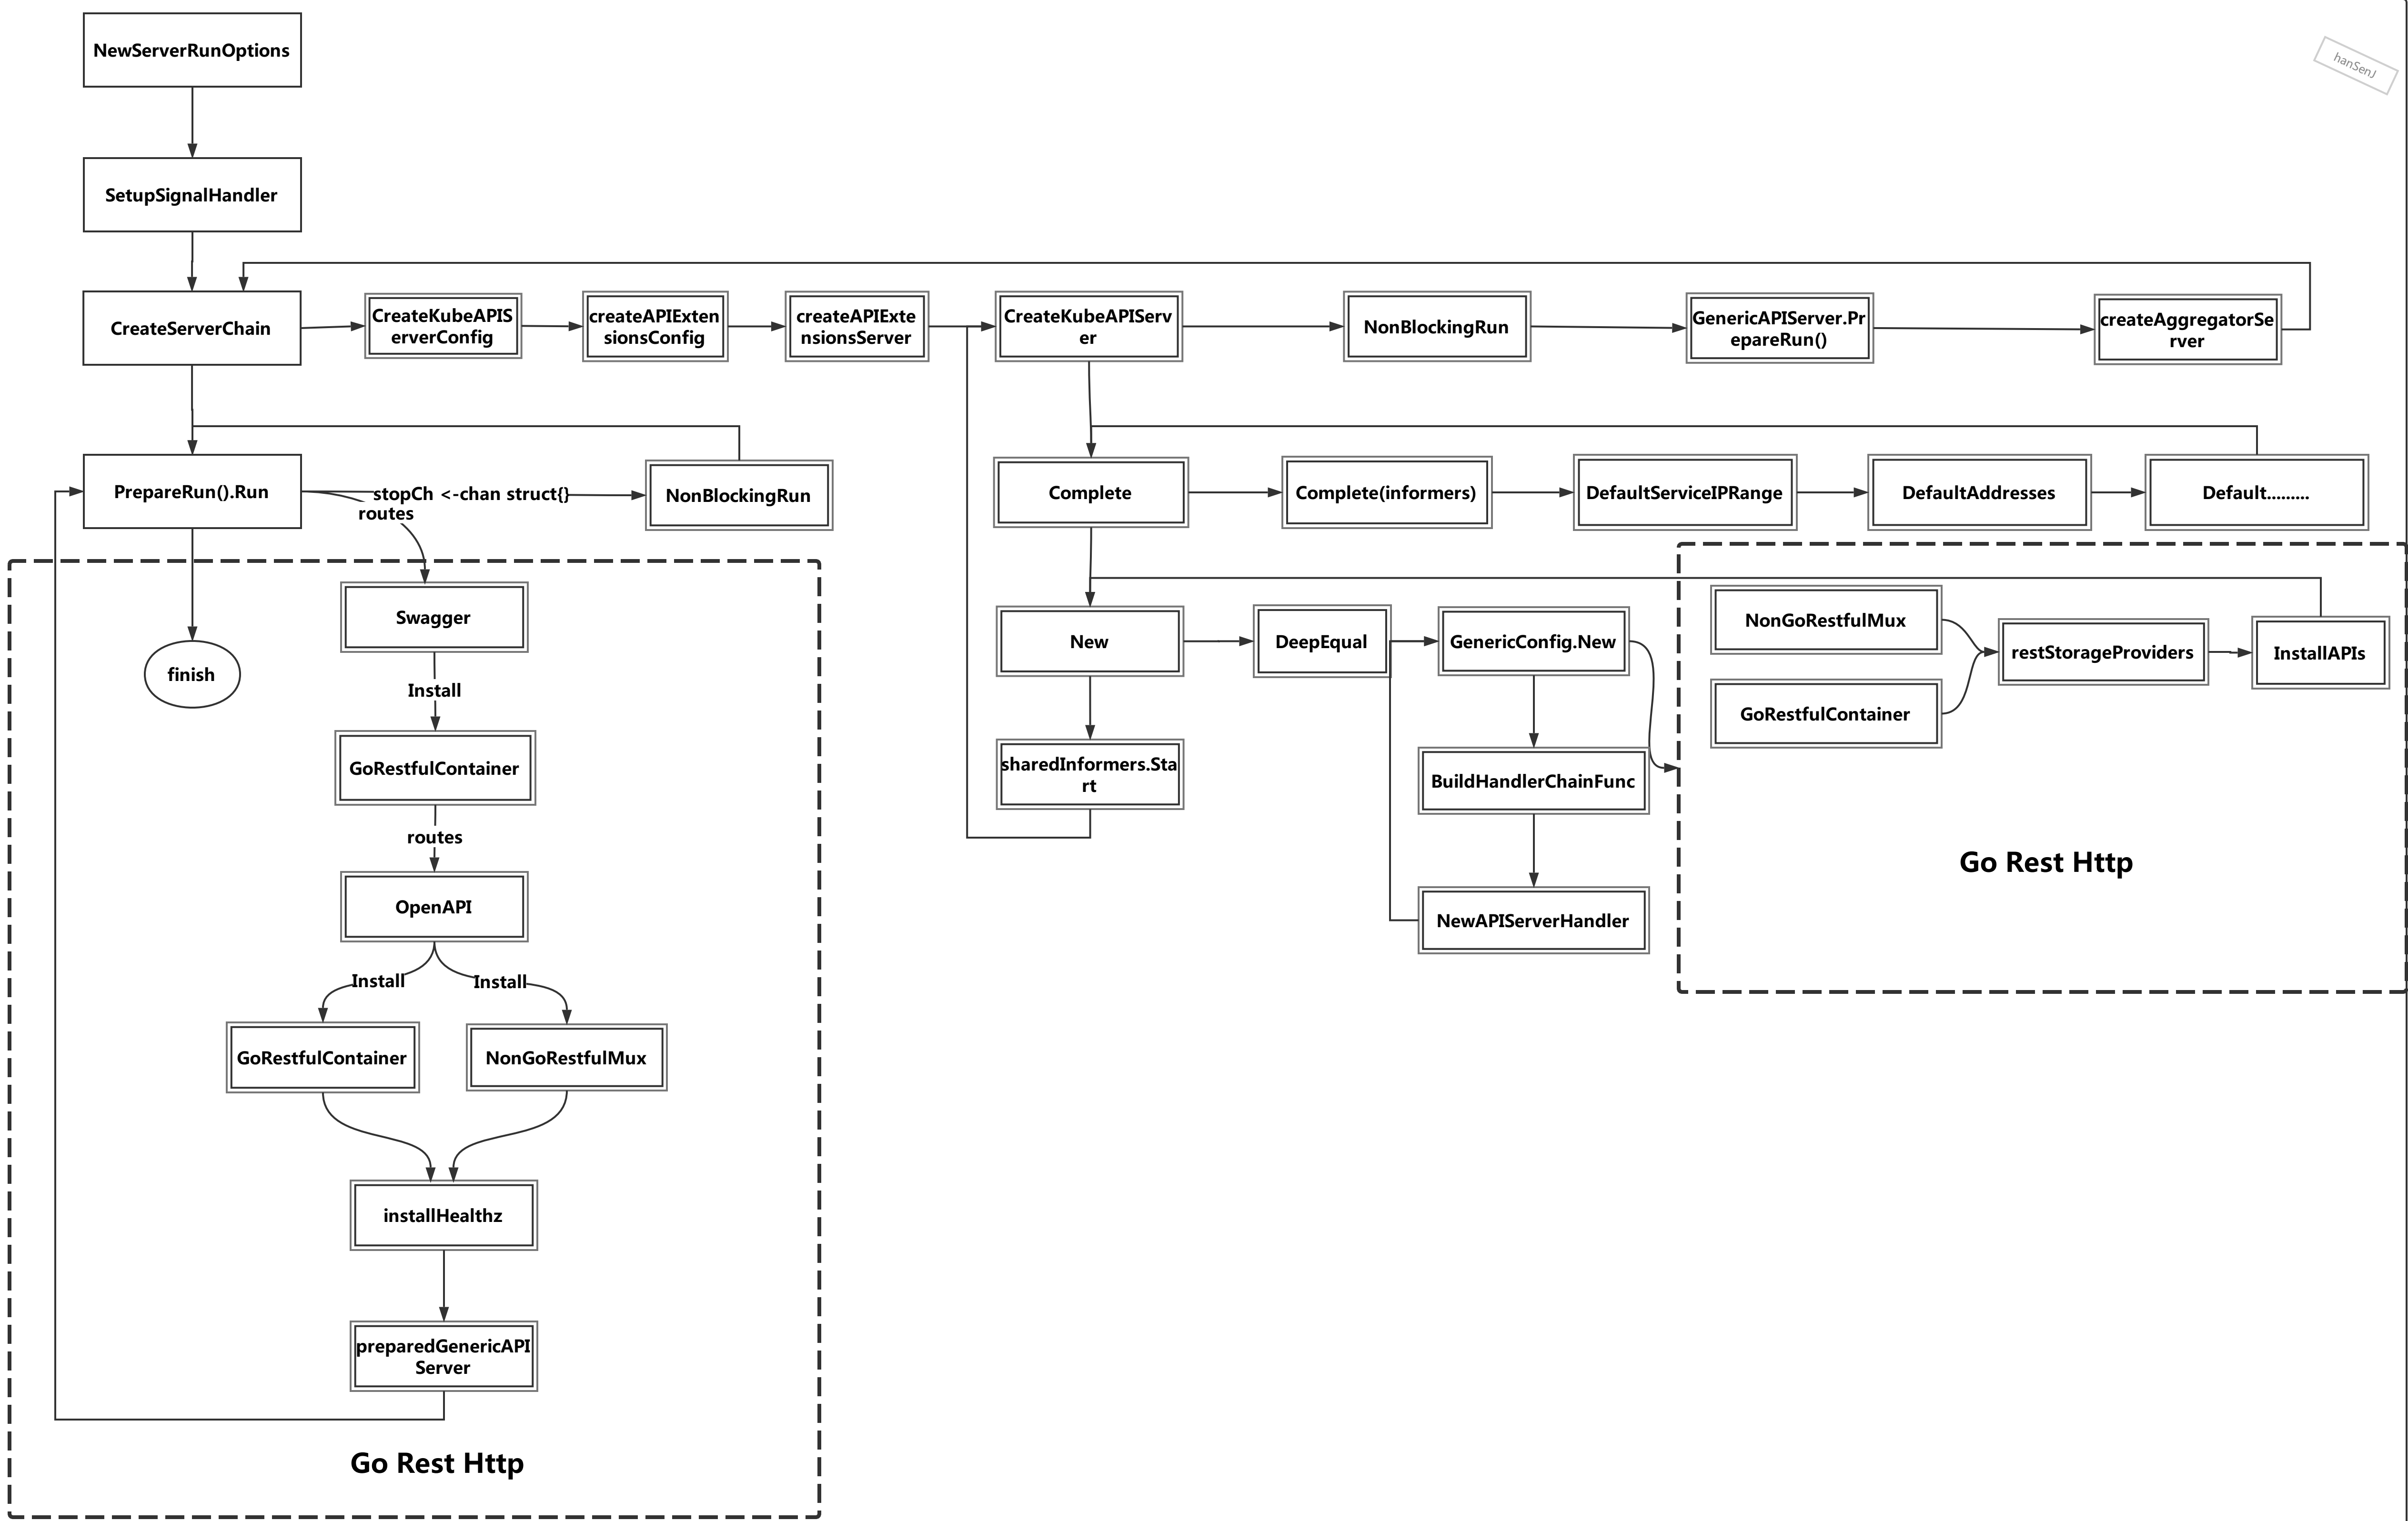 NewServerRunOptions
hanSenJ
SetupSignalHandler
CreateServerChain
CreateKubeAPIS
erverConfig
createAPIExten
sionsConfig
createAPIExte
nsionsServer
CreateKubeAPIServ
er
NonBlockingRun
GenericAPIServer.Pr
epareRun()
createAggregatorSe
rver
PrepareRun().Run
stopCh <-chan struct{}
routes
NonBlockingRun
Complete
Complete(informers)
DefaultServiceIPRange
DefaultAddresses
Default.........
finish
Swagger
Install
GoRestfulContainer
routes
OpenAPI
Install
Install
GoRestfulContainer
NonGoRestfulMux
installHealthz
preparedGenericAPI
Server
Go Rest Http
New
DeepEqual
GenericConfig.New
sharedInformers.Sta
rt
BuildHandlerChainFunc
NewAPIServerHandler
NonGoRestfulMux
GoRestfulContainer
restStorageProviders
InstallAPIs
Go Rest Http